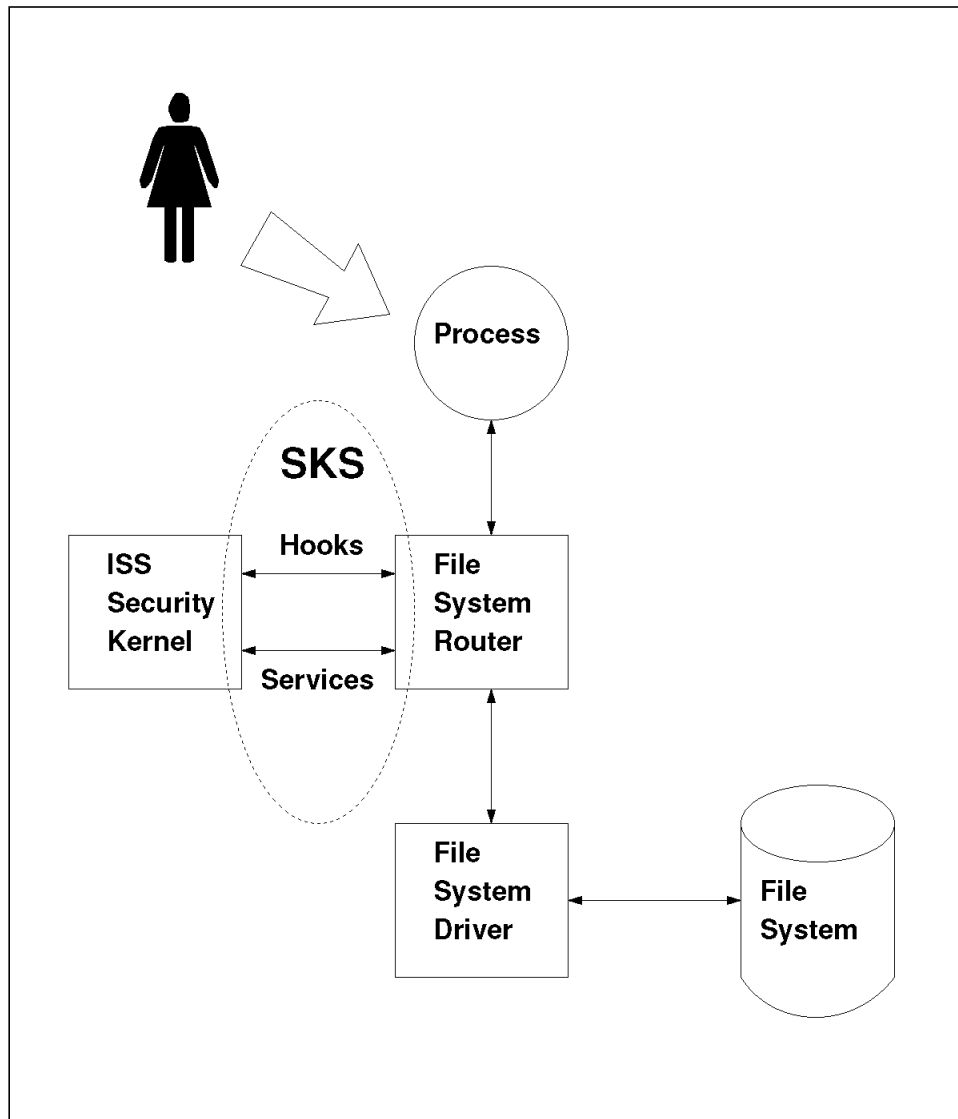 Process
SKS
Hooks
ISS
Security
Kernel
File
System
Router
Services
File
System
Driver
File
System